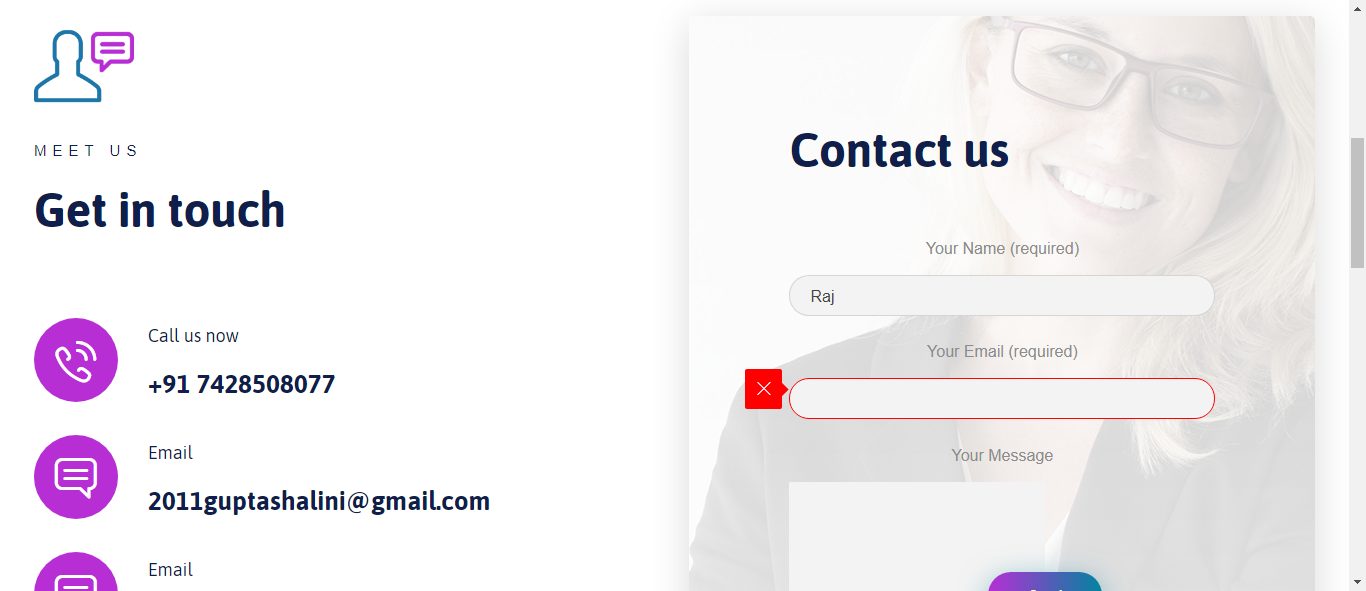 MEET US
Get in touch
Call us now
+91 7428508077
Email
2011guptashalini@gmail.com
Email
Contact us
Your Name (required)
Raj
Your Email (required)
Your Message